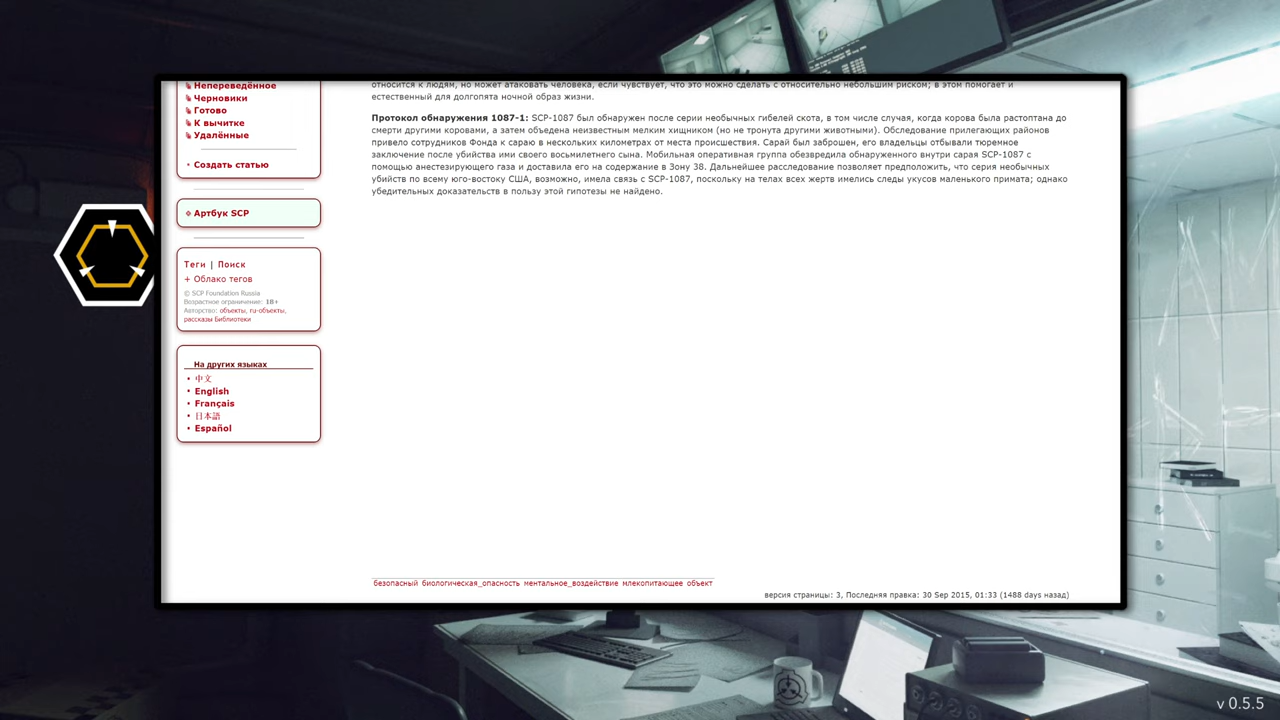 Непереведённое
Черновики
Готово
К вычитке
Удалённые
Создать статью
Артбук SCP
Теги | Поиск
+ Облако тегов
© SCP Foundation Russia
Возрастное ограничение: 18+
Авторство: объекты, ru-объекты,
рассказы Библиотеки
На других языках
中文
English
Français
日本語
Español
относится к людям, но может атаковать человека, если чувствует, что это можно сделать с относительно небольшим риском; в этом помогает и
естественный для долгопята ночной образ жизни.
Протокол обнаружения 1087-1: SCP-1087 был обнаружен после серии необычных гибелей скота, в том числе случая, когда корова была растоптана до
смерти другими коровами, а затем объедена неизвестным мелким хищником (но не тронута другими животными). Обследование прилегающих районов
привело сотрудников Фонда к сараю в нескольких километрах от места происшествия. Сарай был заброшен, его владельцы отбывали тюремное
заключение после убийства ими своего восьмилетнего сына. Мобильная оперативная группа обезвредила обнаруженного внутри сарая SCP-1087 с
помощью анестезирующего газа и доставила его на содержание в Зону 38. Дальнейшее расследование позволяет предположить, что серия необычных
убийств по всему юго-востоку США, возможно, имела связь с SCP-1087, поскольку на телах всех жертв имелись следы укусов маленького примата; однако
убедительных доказательств в пользу этой гипотезы не найдено.
безопасный биологическая_опасность ментальное_воздействие млекопитающее объект
версия страницы: 3, Последняя правка: 30 Sep 2015, 01:33 (1488 days назад)
v 0.5.5